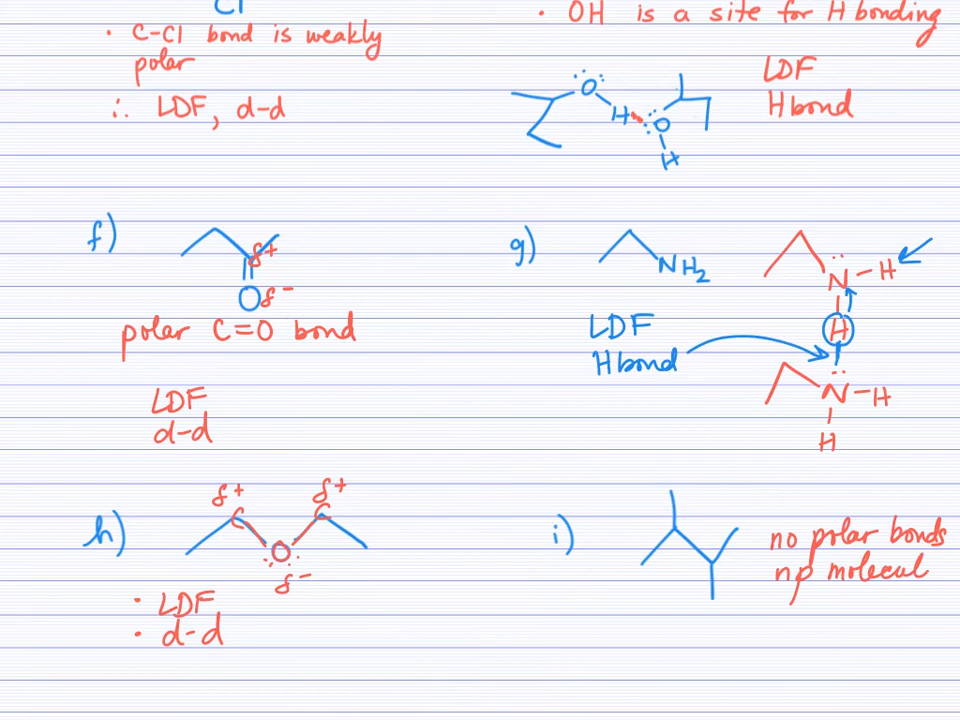 Cl
• OH is a site for H bonding
• C-Cl bond is weakly
polar
∴ LDF, d-d
LDF
H bond
O
H
O
H
f)
δ+
O δ-
polar C=O bond
LDF
d-d
g)
NH₂
LDF
H bond
N-H
H
N-H
H
h)
δ+
δ+
C
C
O
δ-
• LDF
• d-d
i)
no polar bonds
np molecul